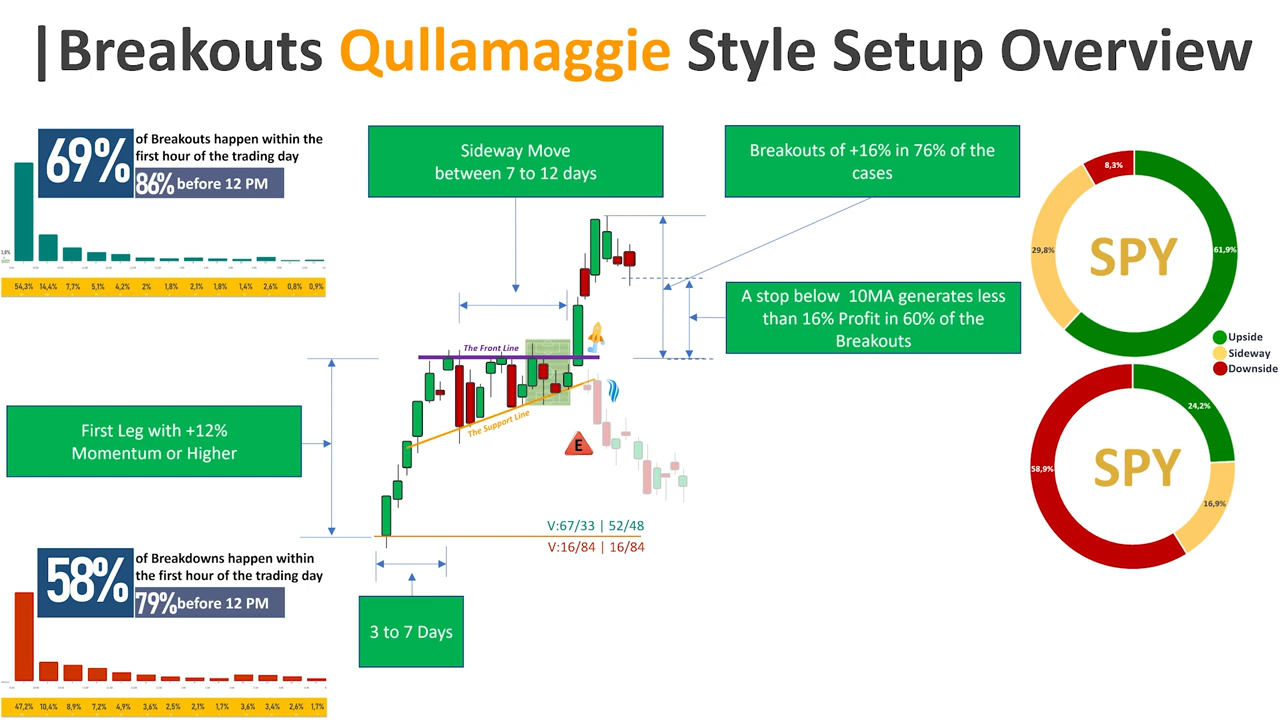 |Breakouts Qullamaggie Style Setup Overview
69%
of Breakouts happen within the
first hour of the trading day
86% before 12 PM
54,3% 14,4% 7,7% 5,1% 4,2% 2% 1,8% 2,1% 1,8% 1,4% 2,6% 0,8% 0,9%
Sideway Move
between 7 to 12 days
Breakouts of +16% in 76% of the
cases
A stop below 10MA generates less
than 16% Profit in 60% of the
Breakouts
The Front Line
The Support Line
E
First Leg with +12%
Momentum or Higher
V:67/33 | 52/48
V:16/84 | 16/84
3 to 7 Days
58%
of Breakdowns happen within
the first hour of the trading day
79% before 12 PM
47,2% 10,4% 8,9% 7,2% 4,9% 3,6% 2,5% 2,1% 1,7% 3,6% 3,4% 2,6% 1,7%
8,3%
29,8%
SPY
61,9%
Upside
Sideway
Downside
24,2%
58,9%
SPY
16,9%